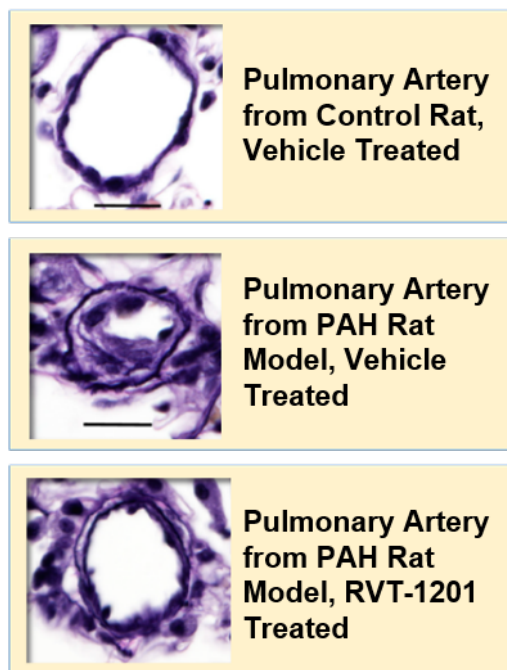 Pulmonary Artery
from Control Rat,
Vehicle Treated
Pulmonary Artery
from PAH Rat
Model, Vehicle
Treated
Pulmonary Artery
from PAH Rat
Model, RVT-1201
Treated